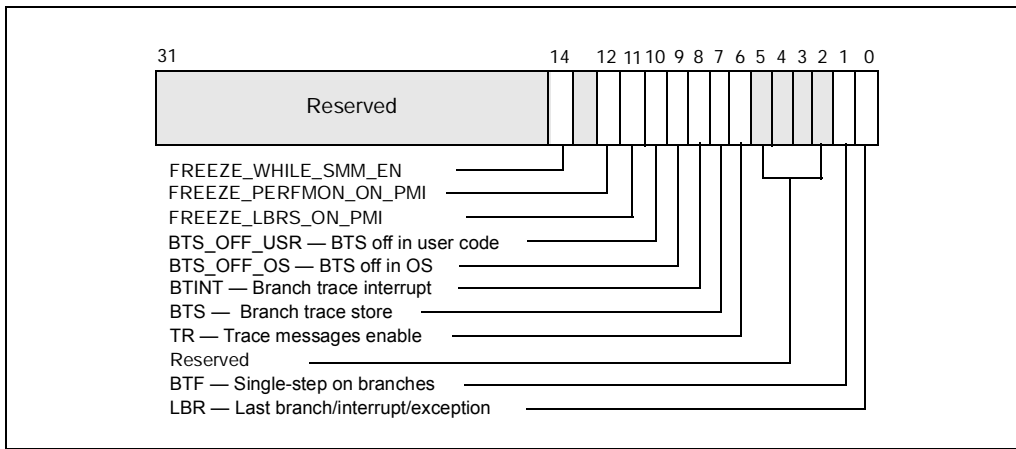 31 14 12 11 10 9 8 7 6 5 4 3 2 1 0
Reserved
FREEZE_WHILE_SMM_EN
FREEZE_PERFMON_ON_PMI
FREEZE_LBRS_ON_PMI
BTS_OFF_USR — BTS off in user code
BTS_OFF_OS — BTS off in OS
BTINT — Branch trace interrupt
BTS — Branch trace store
TR — Trace messages enable
Reserved
BTF — Single-step on branches
LBR — Last branch/interrupt/exception